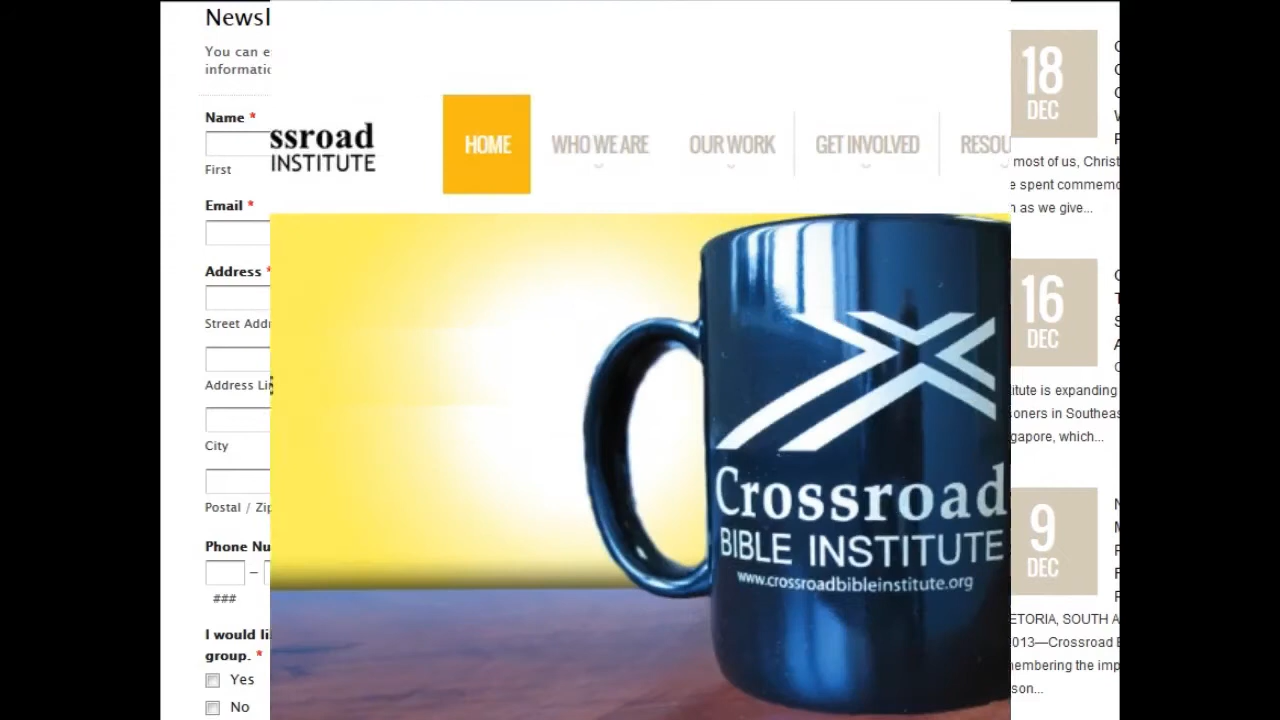 Newsl
You can e
informatio
Name *
First
Email *
Address *
Street Addr
Address Li
City
Postal / Zip
Phone Nu
–
###
I would li
group. *
Yes
No
ssroad
INSTITUTE
HOME
WHO WE ARE
OUR WORK
GET INVOLVED
RESOU
Crossroad
BIBLE INSTITUTE
www.crossroadbibleinstitute.org
18
DEC
most of us, Christ
e spent commemo
n as we give...
16
DEC
itute is expanding
soners in Southeas
gapore, which...
9
DEC
ETORIA, SOUTH A
013—Crossroad B
embering the imp
son...